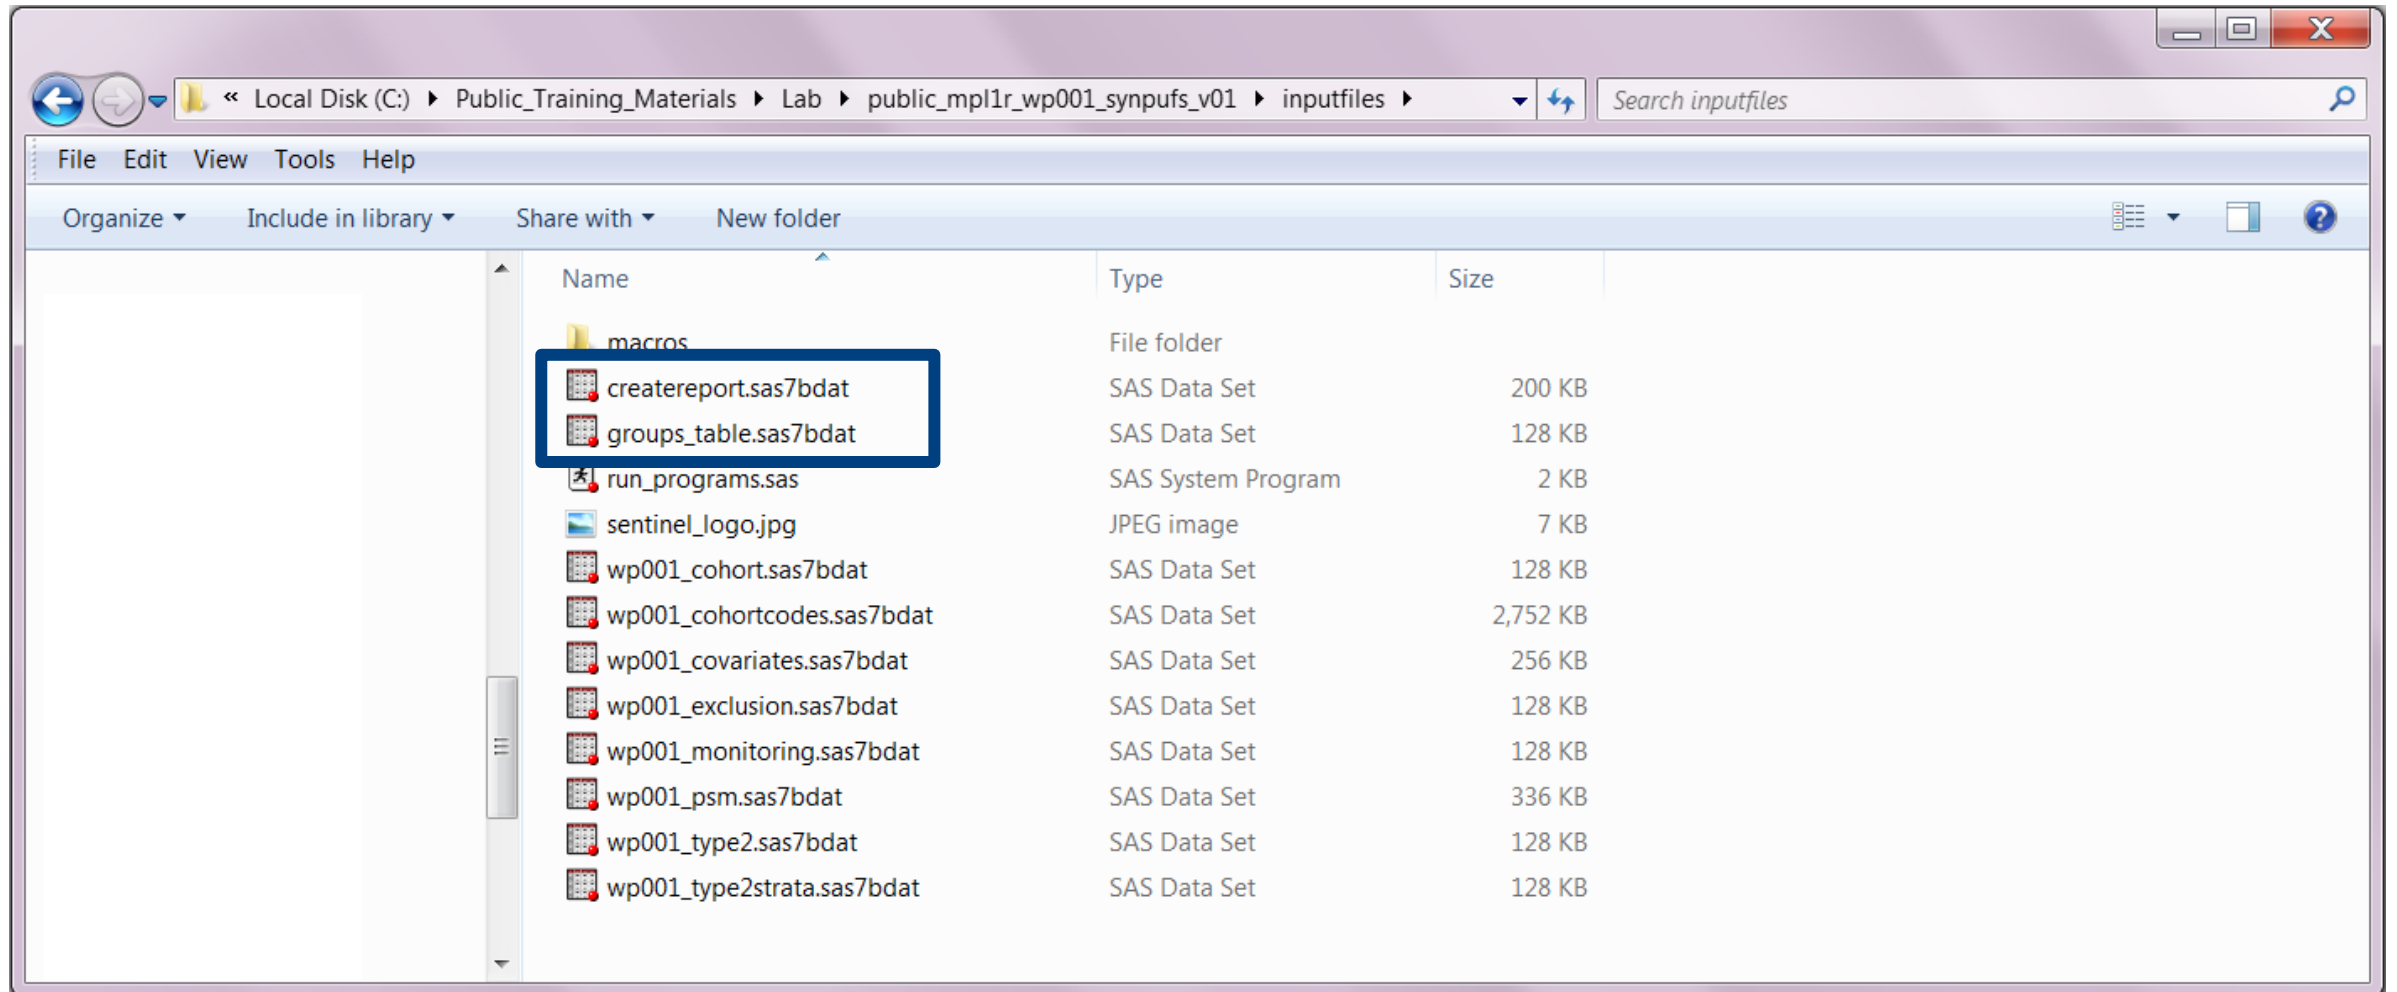 « Local Disk (C:) ▸ Public_Training_Materials ▸ Lab ▸ public_mpl1r_wp001_synpufs_v01 ▸ inputfiles ▸ Search inputfiles
File Edit View Tools Help
Organize Include in library Share with New folder
Name Type Size
macros File folder
createreport.sas7bdat SAS Data Set 200 KB
groups_table.sas7bdat SAS Data Set 128 KB
run_programs.sas SAS System Program 2 KB
sentinel_logo.jpg JPEG image 7 KB
wp001_cohort.sas7bdat SAS Data Set 128 KB
wp001_cohortcodes.sas7bdat SAS Data Set 2,752 KB
wp001_covariates.sas7bdat SAS Data Set 256 KB
wp001_exclusion.sas7bdat SAS Data Set 128 KB
wp001_monitoring.sas7bdat SAS Data Set 128 KB
wp001_psm.sas7bdat SAS Data Set 336 KB
wp001_type2.sas7bdat SAS Data Set 128 KB
wp001_type2strata.sas7bdat SAS Data Set 128 KB